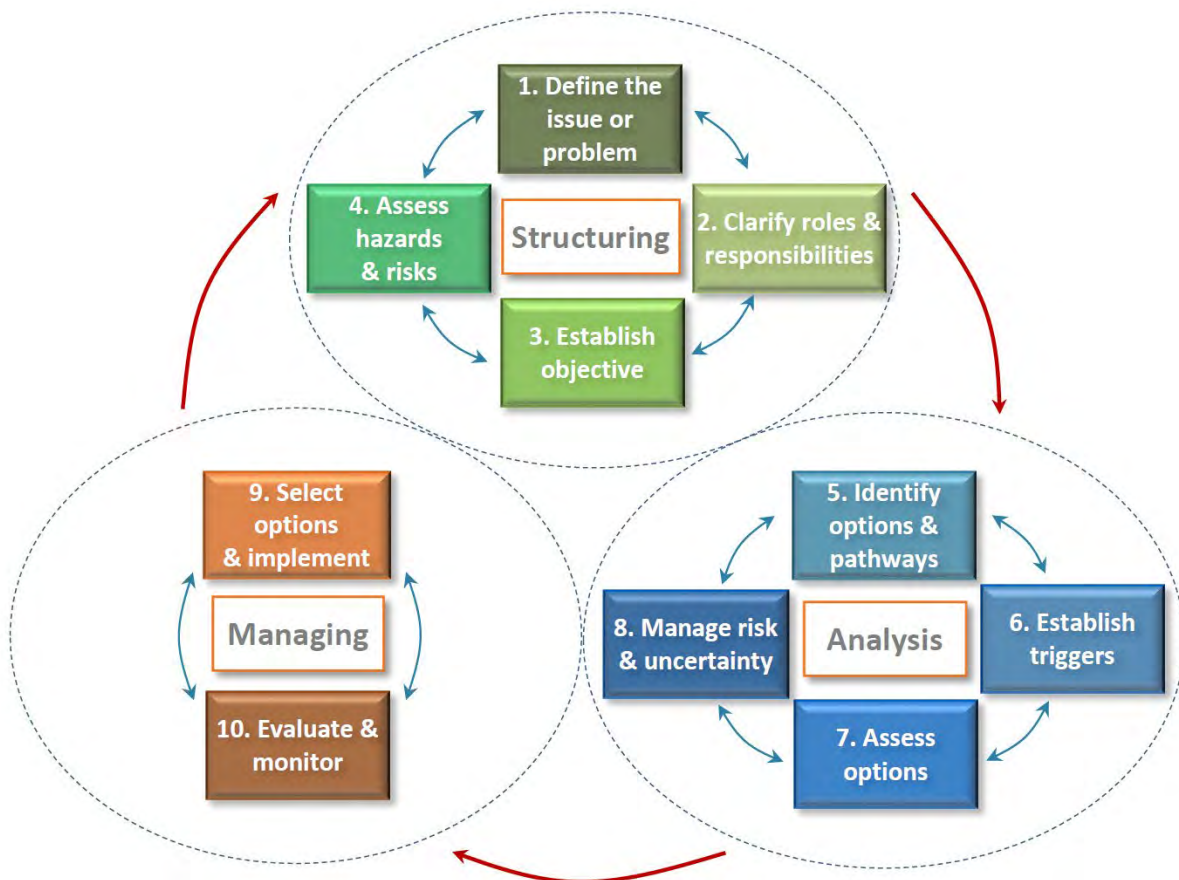 1. Define the
issue or
problem
4. Assess
hazards
& risks
Structuring
2. Clarify roles &
responsibilities
3. Establish
objective
9. Select
options
& implement
Managing
10. Evaluate &
monitor
5. Identify
options &
pathways
8. Manage risk
& uncertainty
Analysis
6. Establish
triggers
7. Assess
options